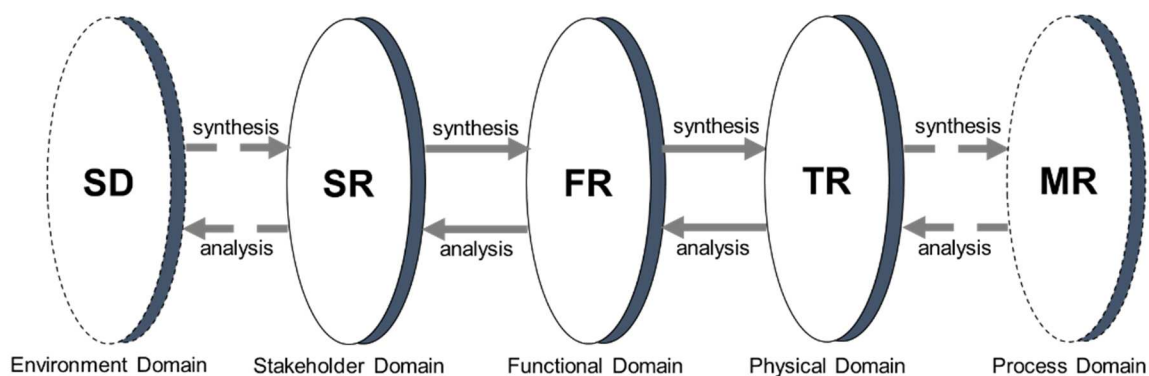 synthesis
synthesis
synthesis
synthesis
SD
SR
FR
TR
MR
analysis
analysis
analysis
analysis
Environment Domain
Stakeholder Domain
Functional Domain
Physical Domain
Process Domain